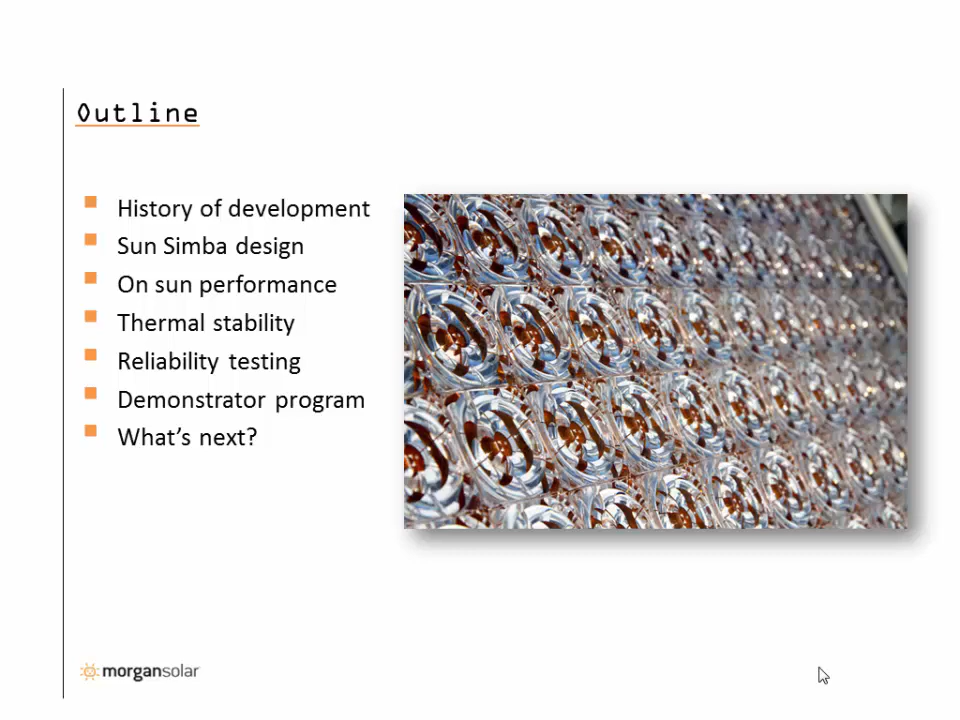 Outline
History of development
Sun Simba design
On sun performance
Thermal stability
Reliability testing
Demonstrator program
What’s next?
morgansolar